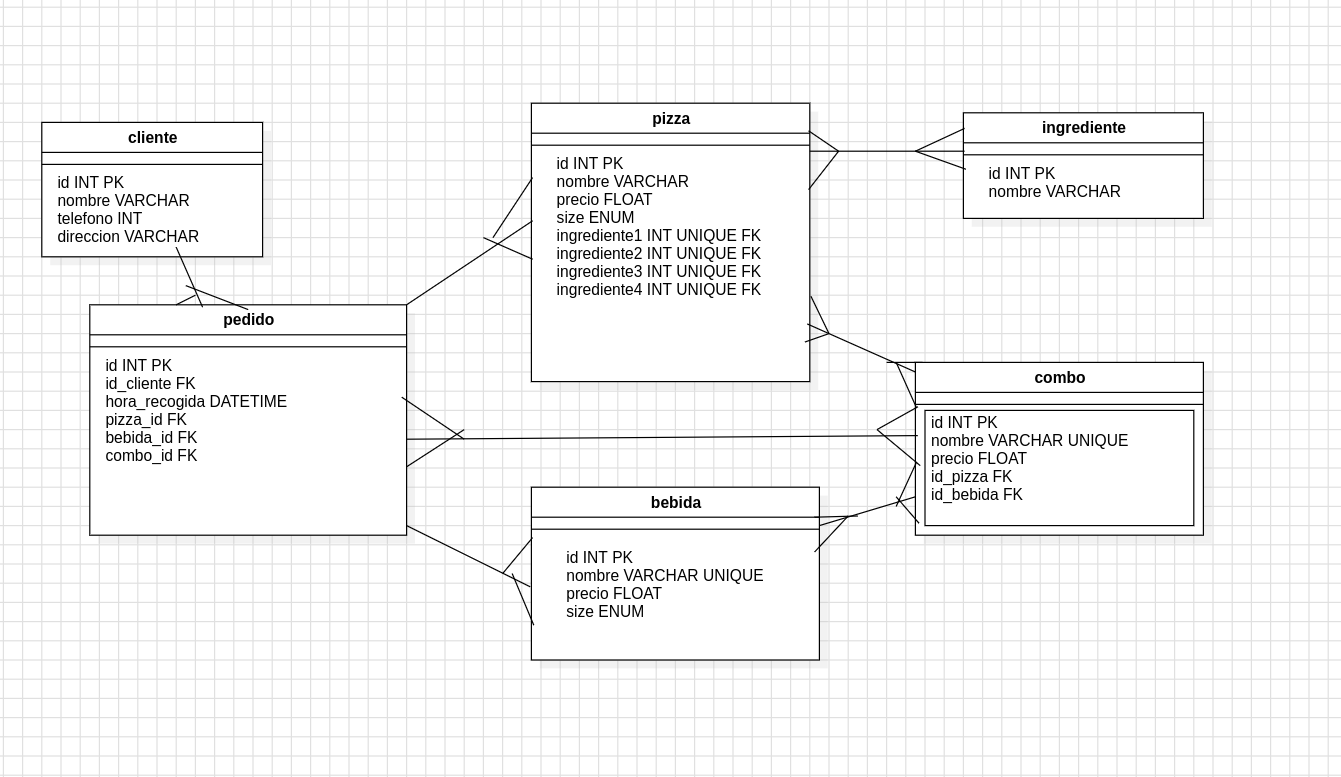 cliente
id INT PK
nombre VARCHAR
telefono INT
direccion VARCHAR
pizza
id INT PK
nombre VARCHAR
precio FLOAT
size ENUM
ingrediente1 INT UNIQUE FK
ingrediente2 INT UNIQUE FK
ingrediente3 INT UNIQUE FK
ingrediente4 INT UNIQUE FK
ingrediente
id INT PK
nombre VARCHAR
pedido
id INT PK
id_cliente FK
hora_recogida DATETIME
pizza_id FK
bebida_id FK
combo_id FK
combo
id INT PK
nombre VARCHAR UNIQUE
precio FLOAT
id_pizza FK
id_bebida FK
bebida
id INT PK
nombre VARCHAR UNIQUE
precio FLOAT
size ENUM